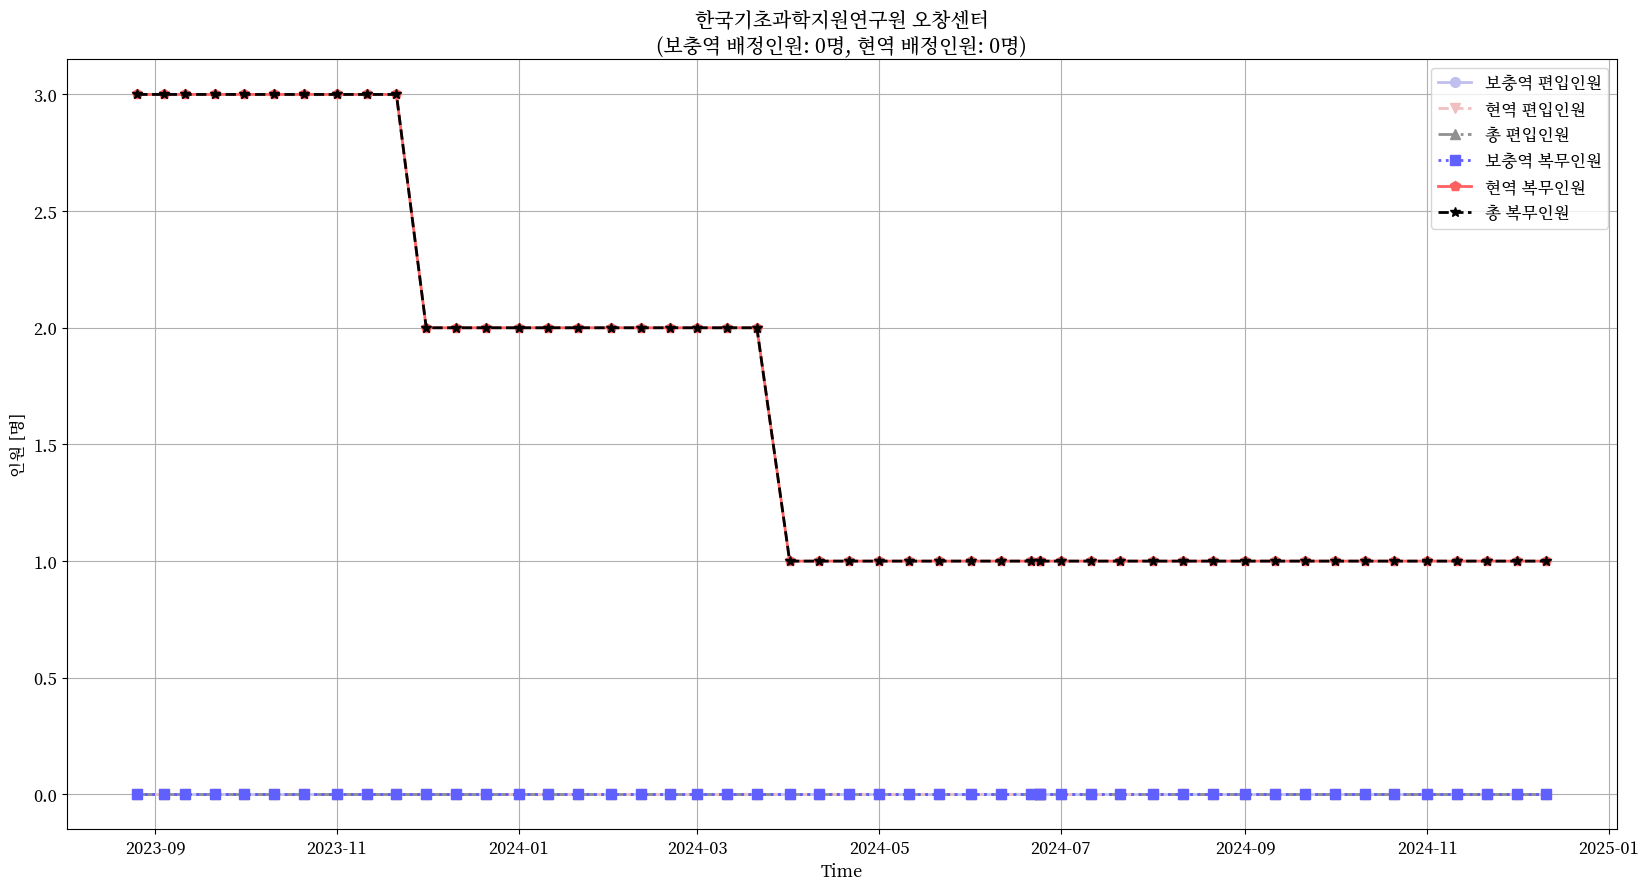 한국기초과학지원연구원 오창센터
(보충역 배정인원: 0명, 현역 배정인원: 0명)
보충역 편입인원
현역 편입인원
총 편입인원
보충역 복무인원
현역 복무인원
총 복무인원
3.0
2.5
2.0
1.5
1.0
0.5
0.0
인원 [명]
2023-09 2023-11 2024-01 2024-03 2024-05 2024-07 2024-09 2024-11 2025-01
Time